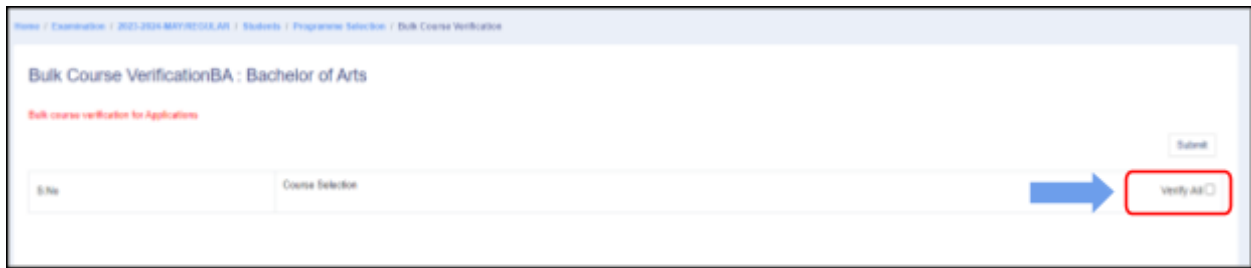 Home / Examination / 2023-2024-MAY/REGULAR / Students / Programme Selection / Bulk Course Verification
Bulk Course VerificationBA : Bachelor of Arts
Bulk course verification for Applications
Submit
S.No Course Selection Verify All